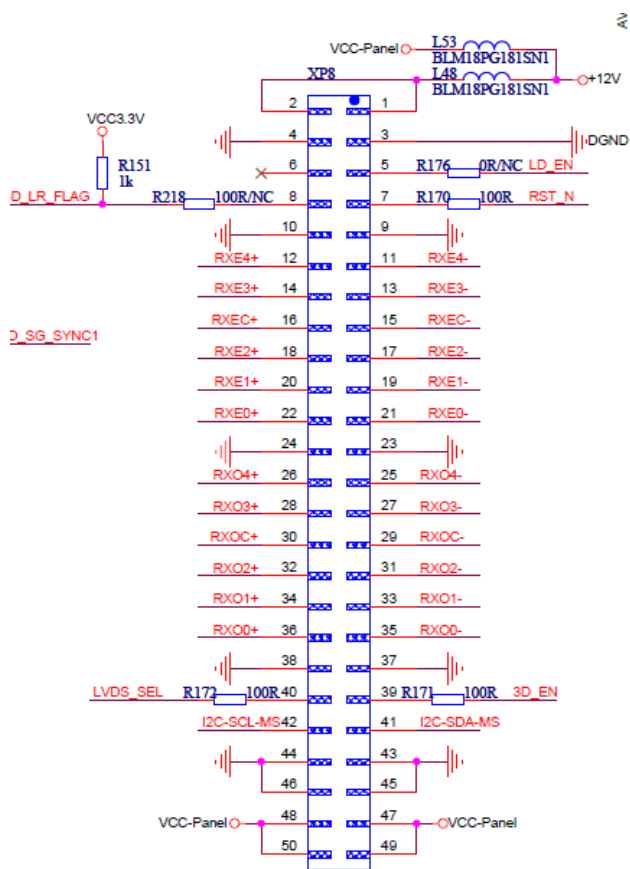 AV
L53
VCC-Panel
BLM18PG181SN1
XP8
L48
+12V
BLM18PG181SN1
2 1
VCC3.3V
4 3 DGND
R151
1k
6 5 R176 0R/NC LD_EN
D_LR_FLAG R218 100R/NC 8 7 R170 100R RST_N
10 9
RXE4+ 12 11 RXE4-
RXE3+ 14 13 RXE3-
RXEC+ 16 15 RXEC-
D_SG_SYNC1
RXE2+ 18 17 RXE2-
RXE1+ 20 19 RXE1-
RXE0+ 22 21 RXE0-
24 23
RXO4+ 26 25 RXO4-
RXO3+ 28 27 RXO3-
RXOC+ 30 29 RXOC-
RXO2+ 32 31 RXO2-
RXO1+ 34 33 RXO1-
RXO0+ 36 35 RXO0-
38 37
LVDS_SEL R172 100R 40 39 R171 100R 3D_EN
I2C-SCL-MS 42 41 I2C-SDA-MS
44 43
46 45
VCC-Panel 48 47 VCC-Panel
50 49